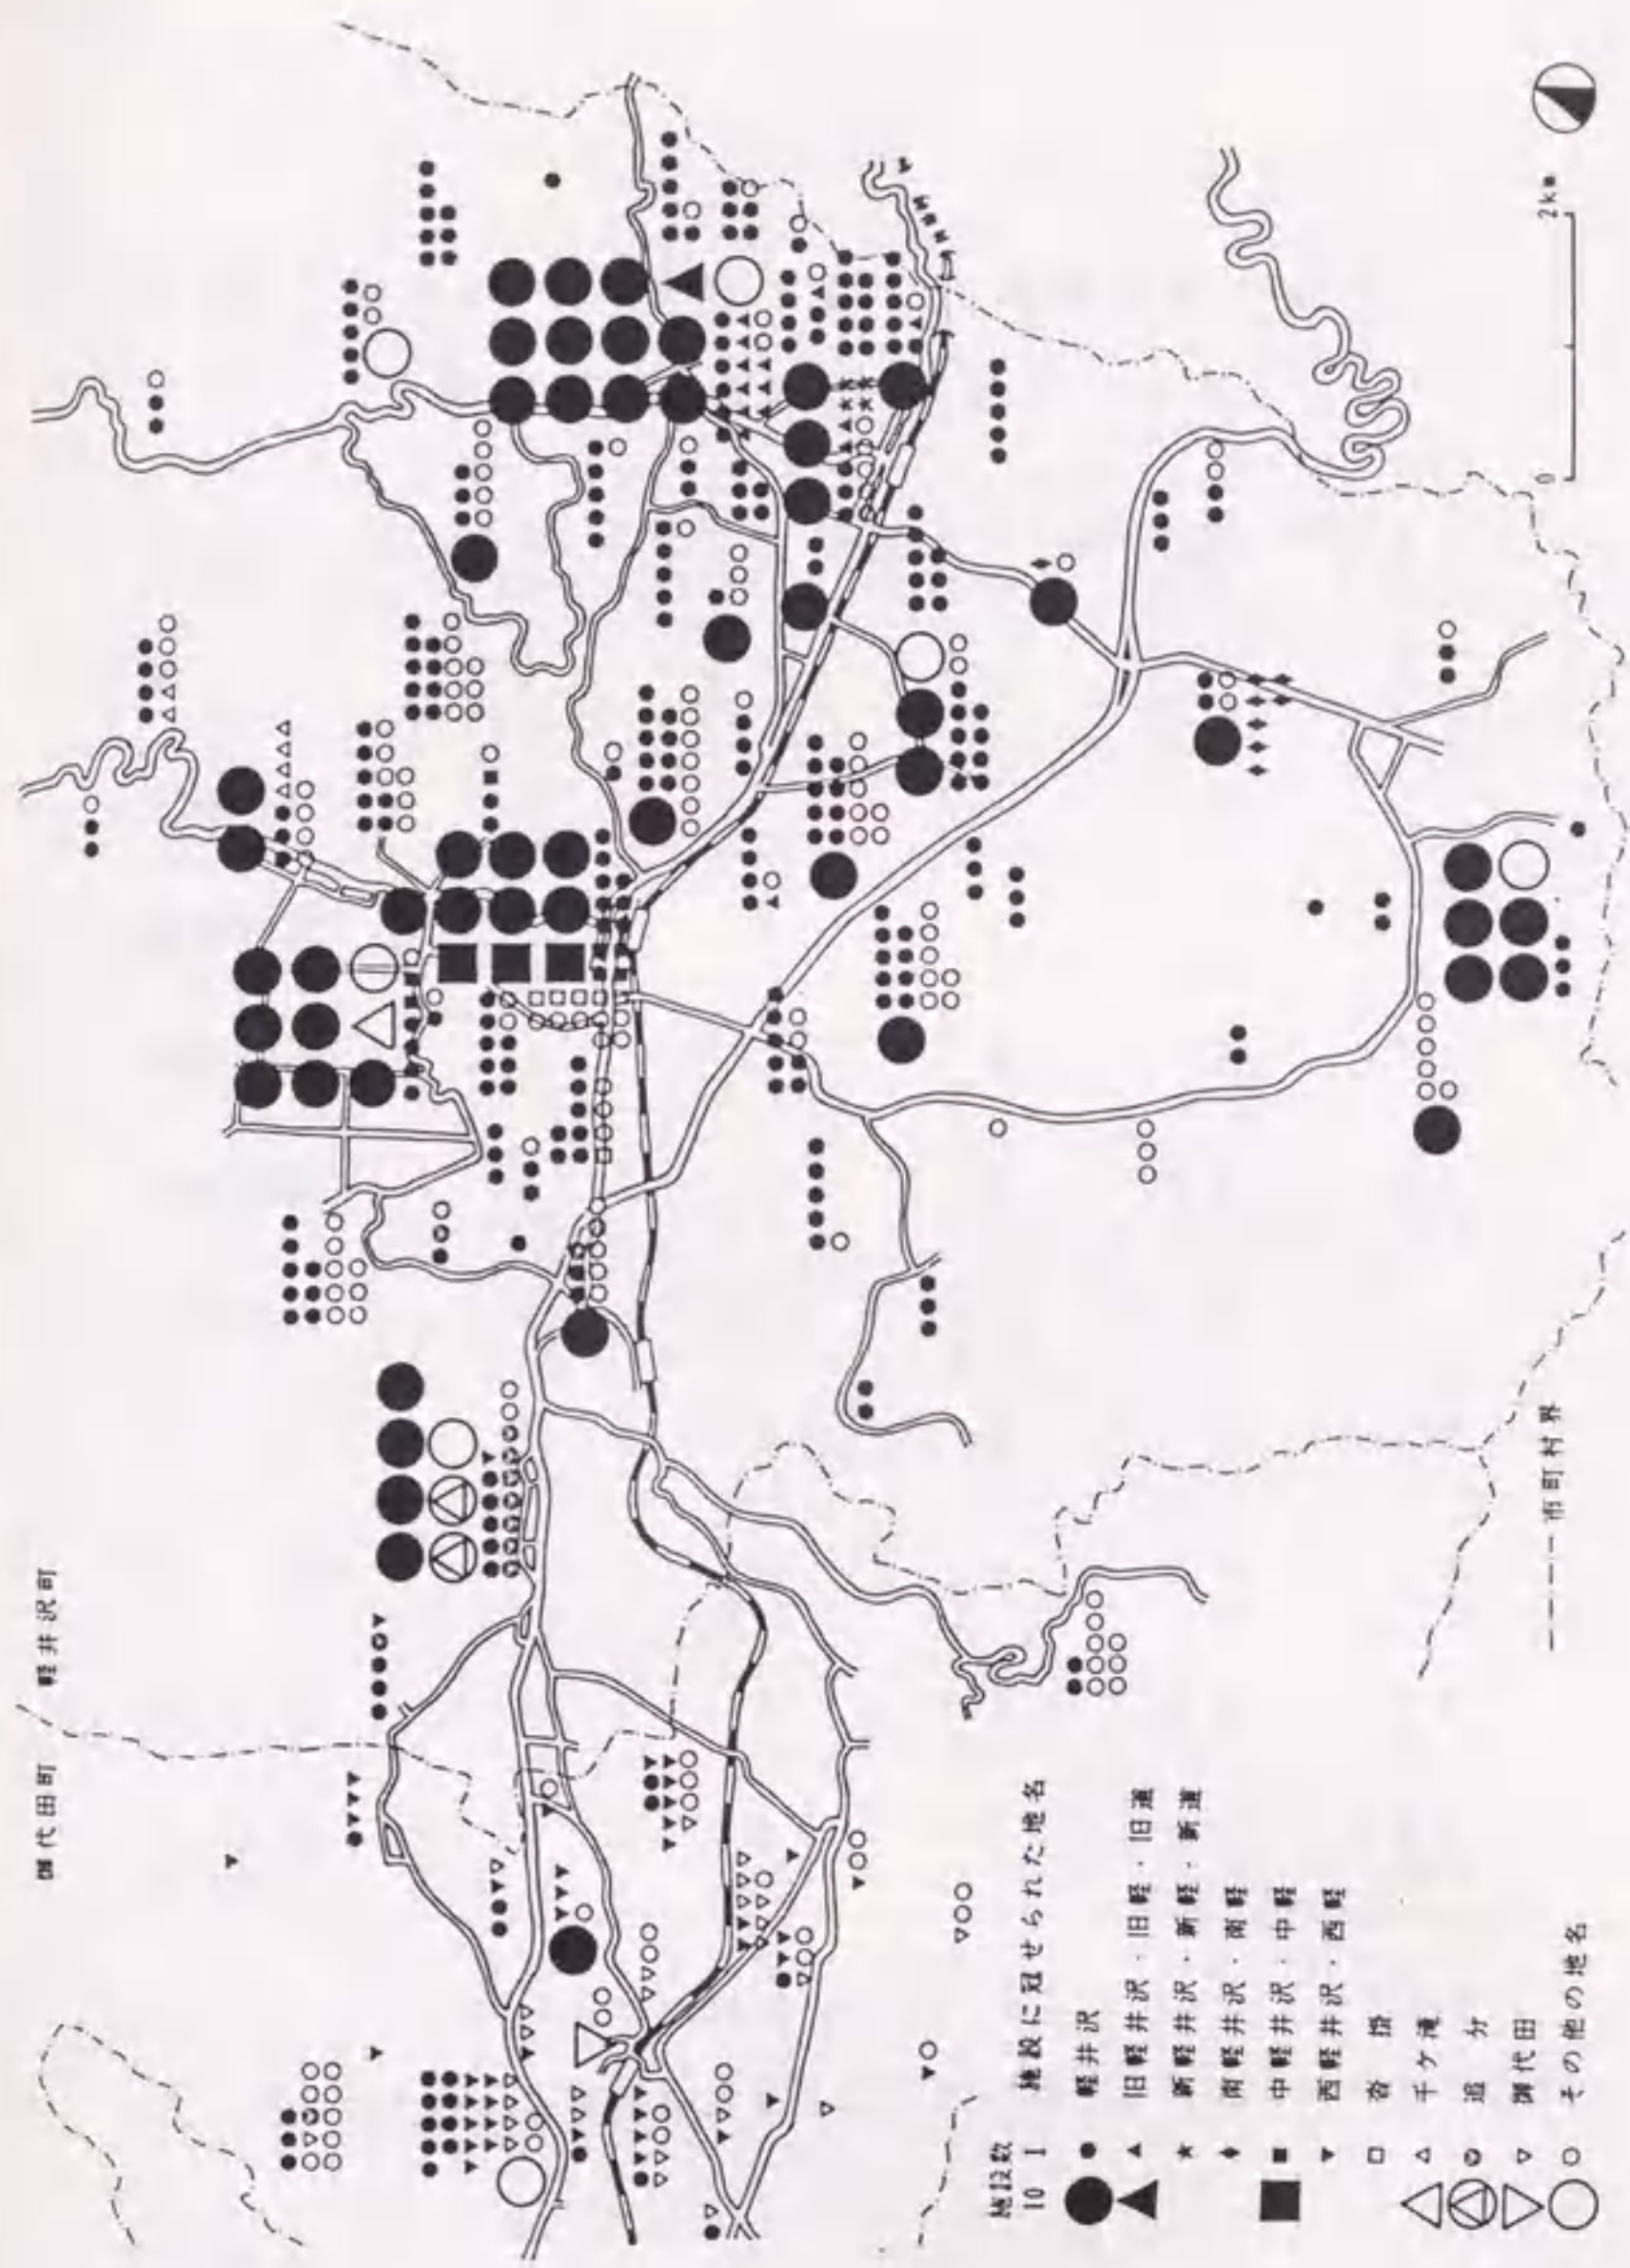 御代田町 軽井沢町
施設数 施設に冠せられた地名
10 1
軽井沢
旧軽井沢・旧軽・旧道
新軽井沢・新軽・新道
南軽井沢・南軽
中軽井沢・中軽
西軽井沢・西軽
沓掛
千ケ滝
追分
御代田
その他の地名
市町村界
0 2km